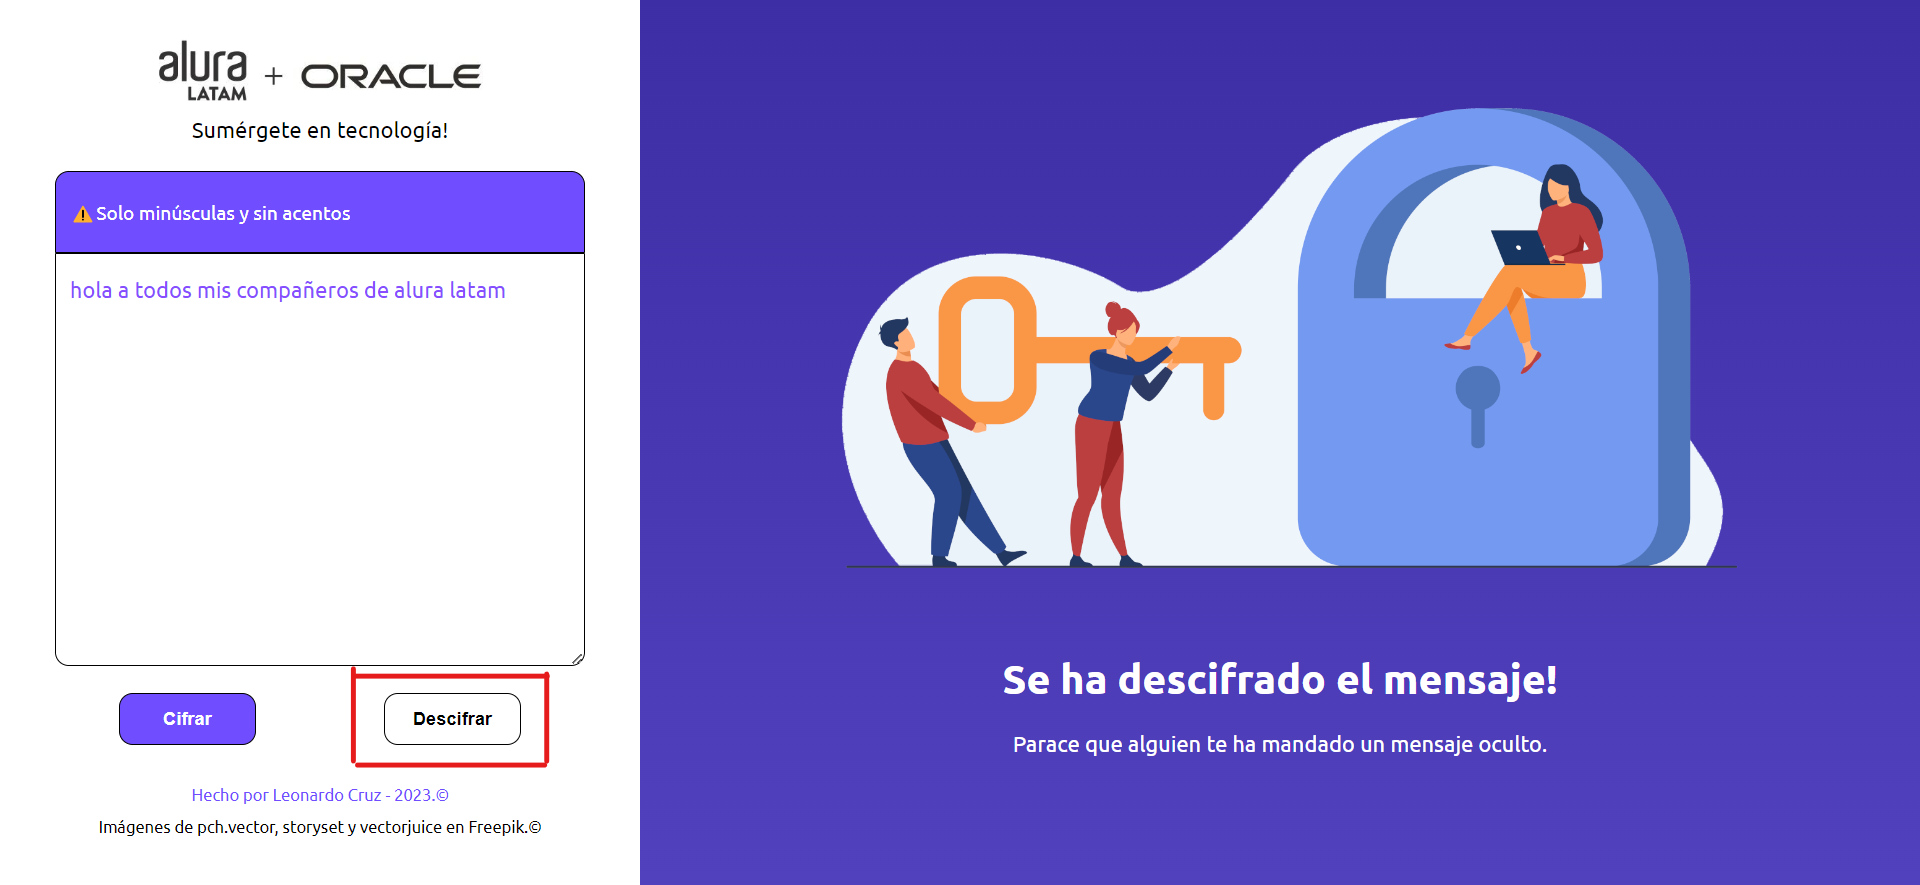 alura
LATAM
+ ORACLE
Sumérgete en tecnología!
⚠️ Solo minúsculas y sin acentos
hola a todos mis compañeros de alura latam
Cifrar
Descifrar
Hecho por Leonardo Cruz - 2023.©
Imágenes de pch.vector, storyset y vectorjuice en Freepik.©
Se ha descifrado el mensaje!
Parace que alguien te ha mandado un mensaje oculto.